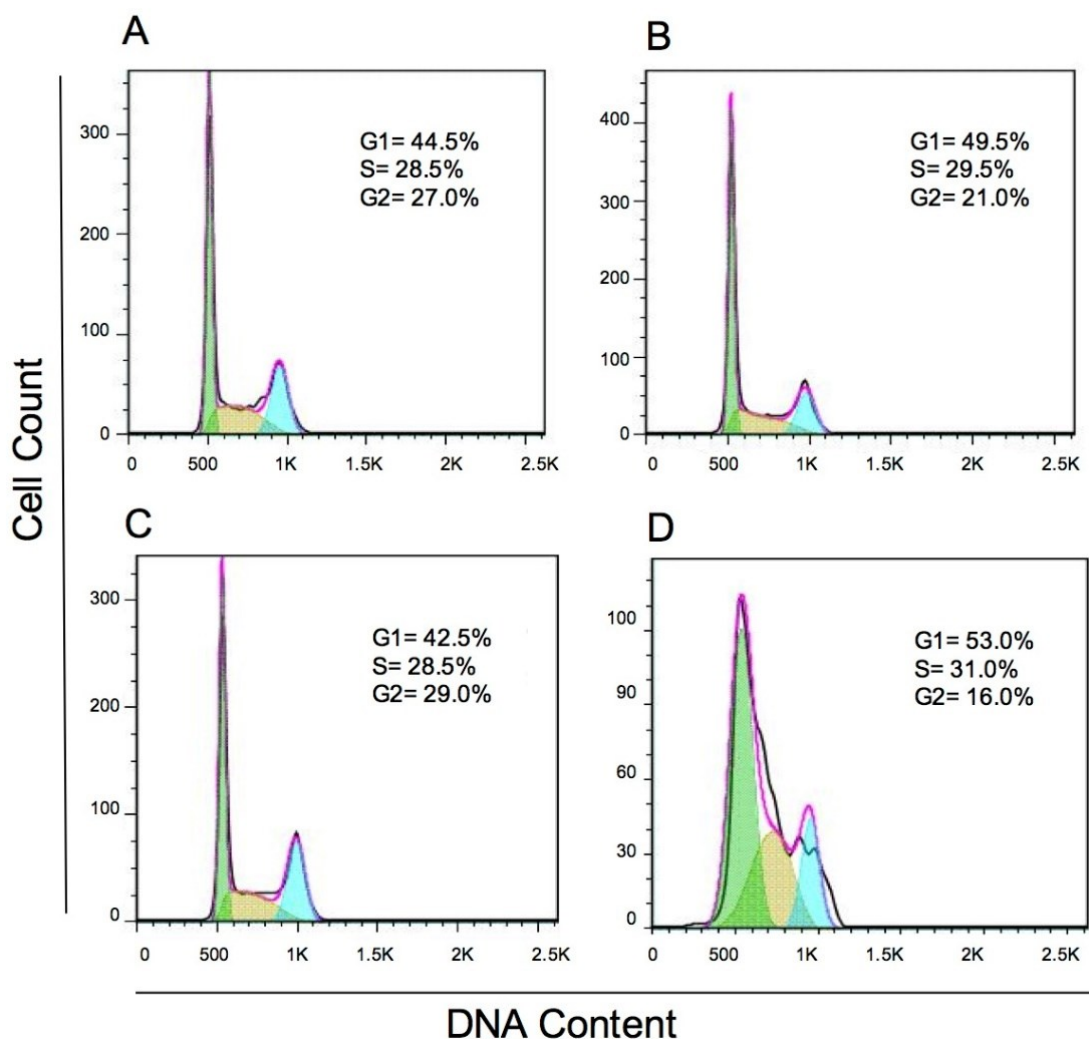 A
300
200
100
0
G1= 44.5%
S= 28.5%
G2= 27.0%
0 500 1K 1.5K 2K 2.5K
B
400
300
200
100
0
G1= 49.5%
S= 29.5%
G2= 21.0%
0 500 1K 1.5K 2K 2.5K
Cell Count
C
300
200
100
0
G1= 42.5%
S= 28.5%
G2= 29.0%
0 500 1K 1.5K 2K 2.5K
D
100
90
60
30
0
G1= 53.0%
S= 31.0%
G2= 16.0%
0 500 1K 1.5K 2K 2.5K
DNA Content